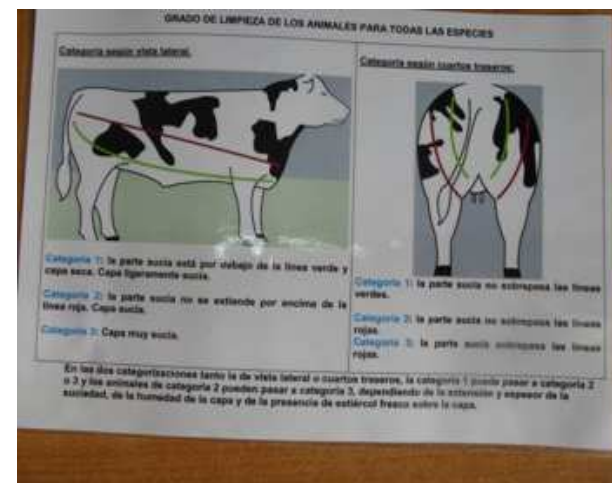 GRADO DE LIMPIEZA DE LOS ANIMALES PARA TODAS LAS ESPECIES
Categoría según vista lateral.
Categoría según cuartos traseros:
Categoría 1: la parte sucia está por debajo de la línea verde y
capa seca. Capa ligeramente sucia.
Categoría 2: la parte sucia no se extiende por encima de la
línea roja. Capa sucia.
Categoría 3: Capa muy sucia.
Categoría 1: la parte sucia no sobrepasa las líneas
verdes.
Categoría 2: la parte sucia no sobrepasa las líneas
rojas.
Categoría 3: la parte sucia sobrepasa las líneas
rojas.
En las dos categorizaciones tanto la de vista lateral o cuartos traseros, la categoría 1 puede pasar a categoría 2
o 3 y los animales de categoría 2 pueden pasar a categoría 3, dependiendo de la extensión y espesor de la
suciedad, de la humedad de la capa y de la presencia de estiércol fresco sobre la capa.